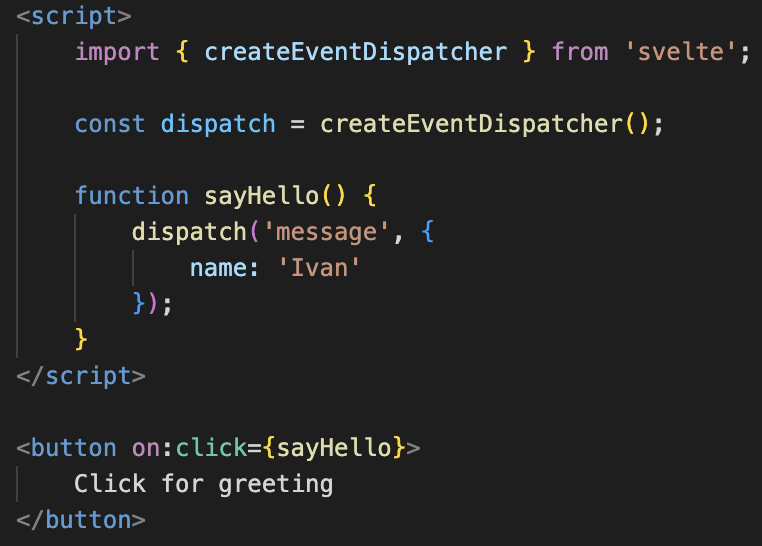 <script>
    import { createEventDispatcher } from 'svelte';

    const dispatch = createEventDispatcher();

    function sayHello() {
        dispatch('message', {
            name: 'Ivan'
        });
    }
</script>

<button on:click={sayHello}>
    Click for greeting
</button>